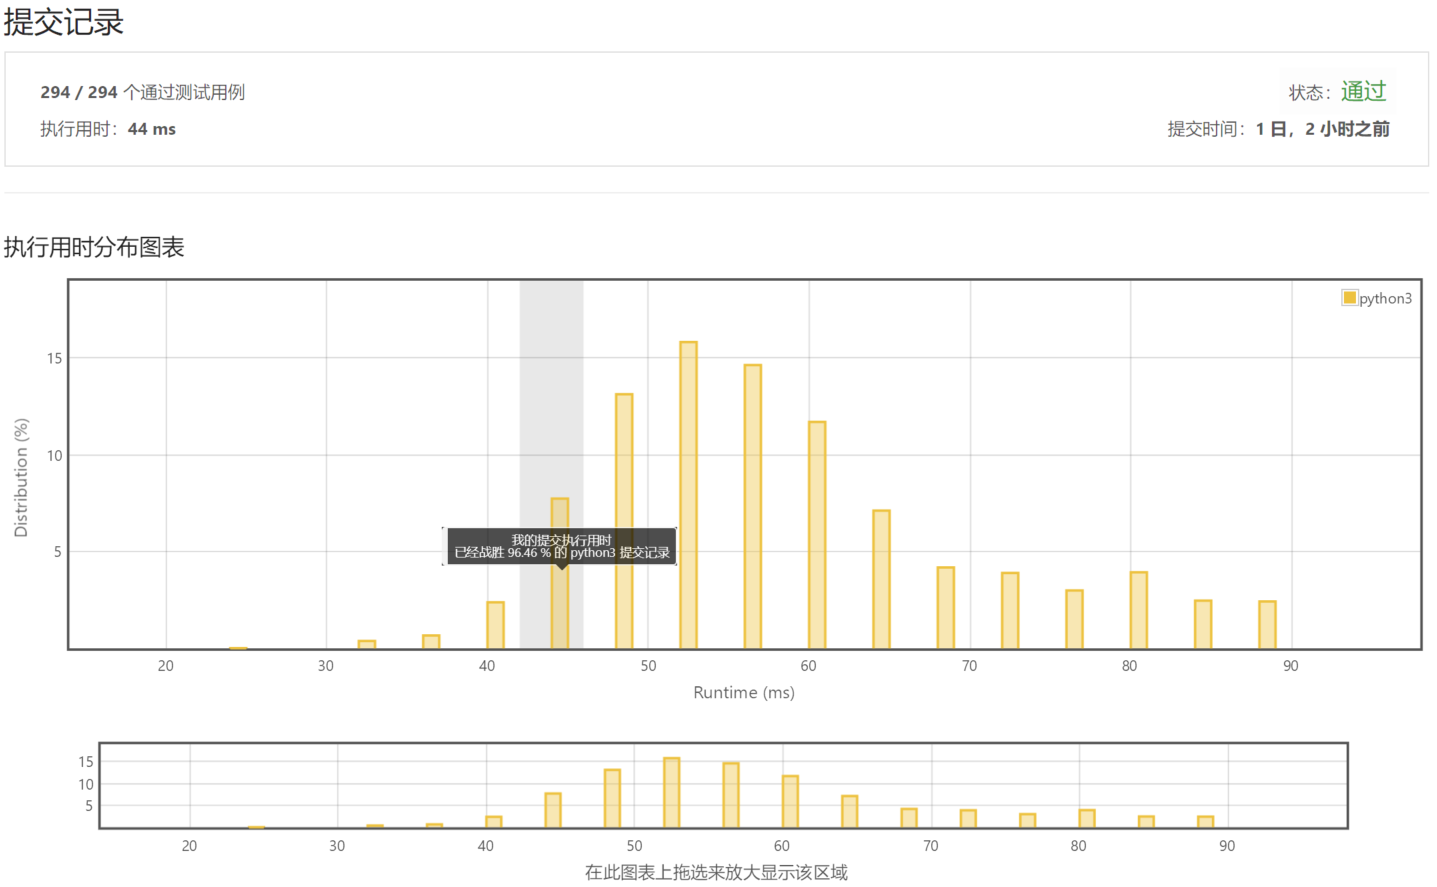 提交记录
294 / 294 个通过测试用例
状态：通过
执行用时：44 ms
提交时间：1 日，2 小时之前
执行用时分布图表
python3
15
10
5
Distribution (%)
我的提交执行用时
已经战胜 96.46 % 的 python3 提交记录
20 30 40 50 60 70 80 90
Runtime (ms)
15
10
5
20 30 40 50 60 70 80 90
在此图表上拖选来放大显示该区域